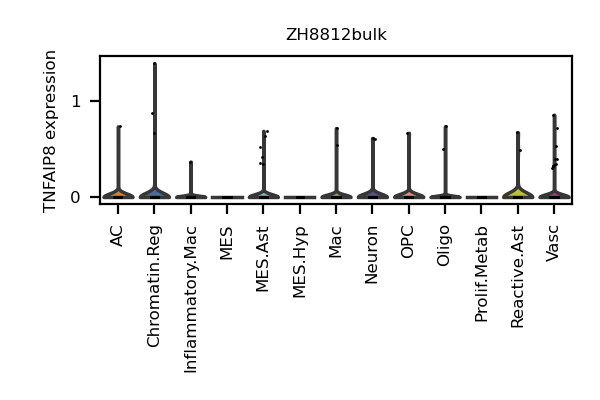 ZH8812bulk
TNFAIP8 expression
1
0
AC
Chromatin.Reg
Inflammatory.Mac
MES
MES.Ast
MES.Hyp
Mac
Neuron
OPC
Oligo
Prolif.Metab
Reactive.Ast
Vasc